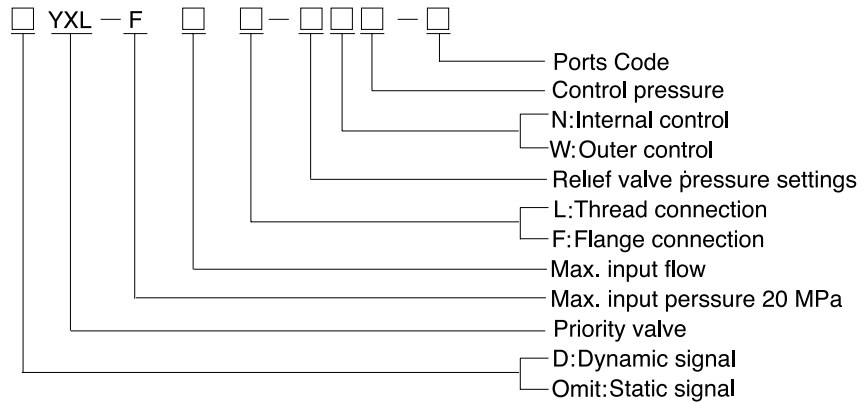 □ YXL — F □ □ — □ □ □ — □
Ports Code
Control pressure
N:Internal control
W:Outer control
Relief valve pressure settings
L:Thread connection
F:Flange connection
Max. input flow
Max. input perssure 20 MPa
Priority valve
D:Dynamic signal
Omit:Static signal